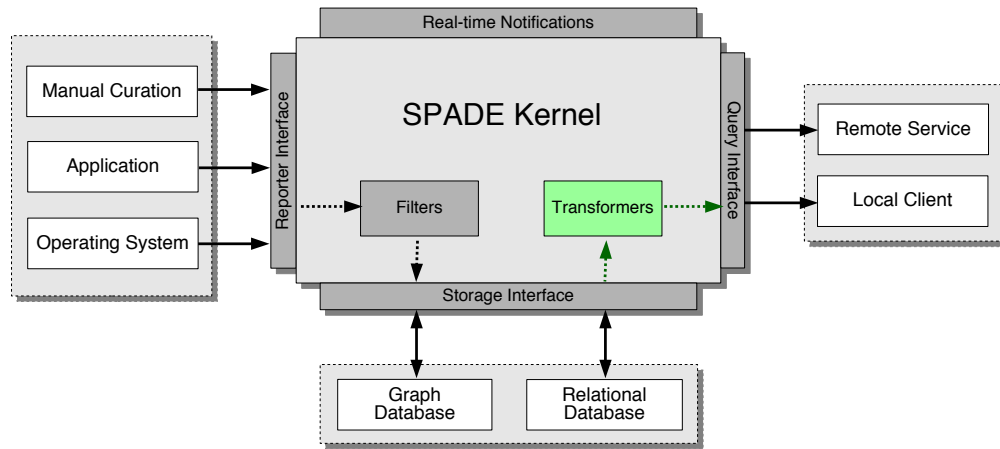 Real-time Notifications
Manual Curation
Application
Operating System
Reporter Interface
SPADE Kernel
Filters
Transformers
Query Interface
Remote Service
Local Client
Storage Interface
Graph
Database
Relational
Database